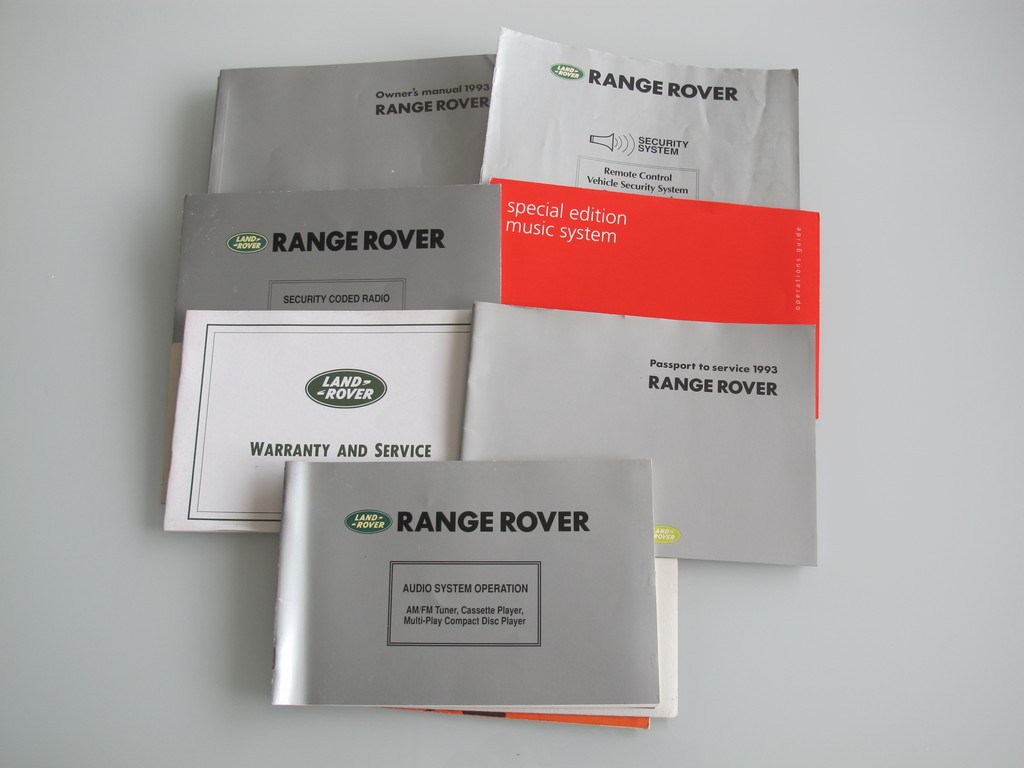 Owner's manual 1993
RANGE ROVER
LAND-
-ROVER
RANGE ROVER
SECURITY
SYSTEM
Remote Control
Vehicle Security System
LAND-
-ROVER
RANGE ROVER
SECURITY CODED RADIO
special edition
music system
operations guide
LAND-
-ROVER
WARRANTY AND SERVICE
Passport to service 1993
RANGE ROVER
LAND-
-ROVER
RANGE ROVER
AUDIO SYSTEM OPERATION
AM/FM Tuner, Cassette Player,
Multi-Play Compact Disc Player
ROVER